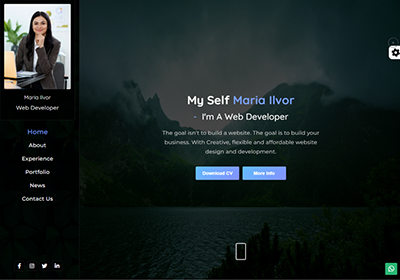 Maria Ilvor
Web Developer
Home
About
Experience
Portfolio
News
Contact Us
My Self Maria Ilvor
- I'm A Web Developer
The goal isn't to build a website. The goal is to build your
business. With Creative, flexible and affordable website
design and development.
Download CV
More Info